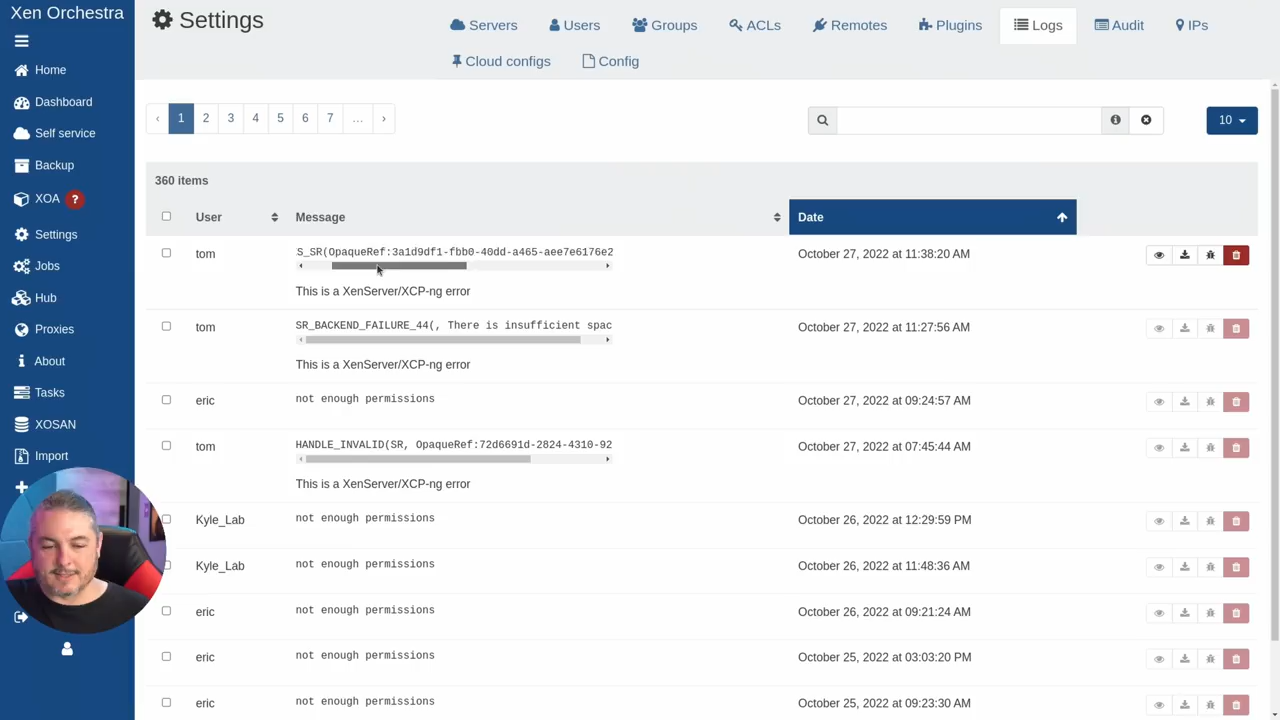 Xen Orchestra
Settings
Servers
Users
Groups
ACLs
Remotes
Plugins
Logs
Audit
IPs
Cloud configs
Config
Home
Dashboard
Self service
Backup
XOA ?
Settings
Jobs
Hub
Proxies
About
Tasks
XOSAN
Import
‹ 1 2 3 4 5 6 7 … ›
10
360 items
User Message Date
tom S_SR(OpaqueRef:3a1d9df1-fbb0-40dd-a465-aee7e6176e2 October 27, 2022 at 11:38:20 AM
This is a XenServer/XCP-ng error
tom SR_BACKEND_FAILURE_44(, There is insufficient spac October 27, 2022 at 11:27:56 AM
This is a XenServer/XCP-ng error
eric not enough permissions October 27, 2022 at 09:24:57 AM
tom HANDLE_INVALID(SR, OpaqueRef:72d6691d-2824-4310-92 October 27, 2022 at 07:45:44 AM
This is a XenServer/XCP-ng error
Kyle_Lab not enough permissions October 26, 2022 at 12:29:59 PM
Kyle_Lab not enough permissions October 26, 2022 at 11:48:36 AM
eric not enough permissions October 26, 2022 at 09:21:24 AM
eric not enough permissions October 25, 2022 at 03:03:20 PM
eric not enough permissions October 25, 2022 at 09:23:30 AM